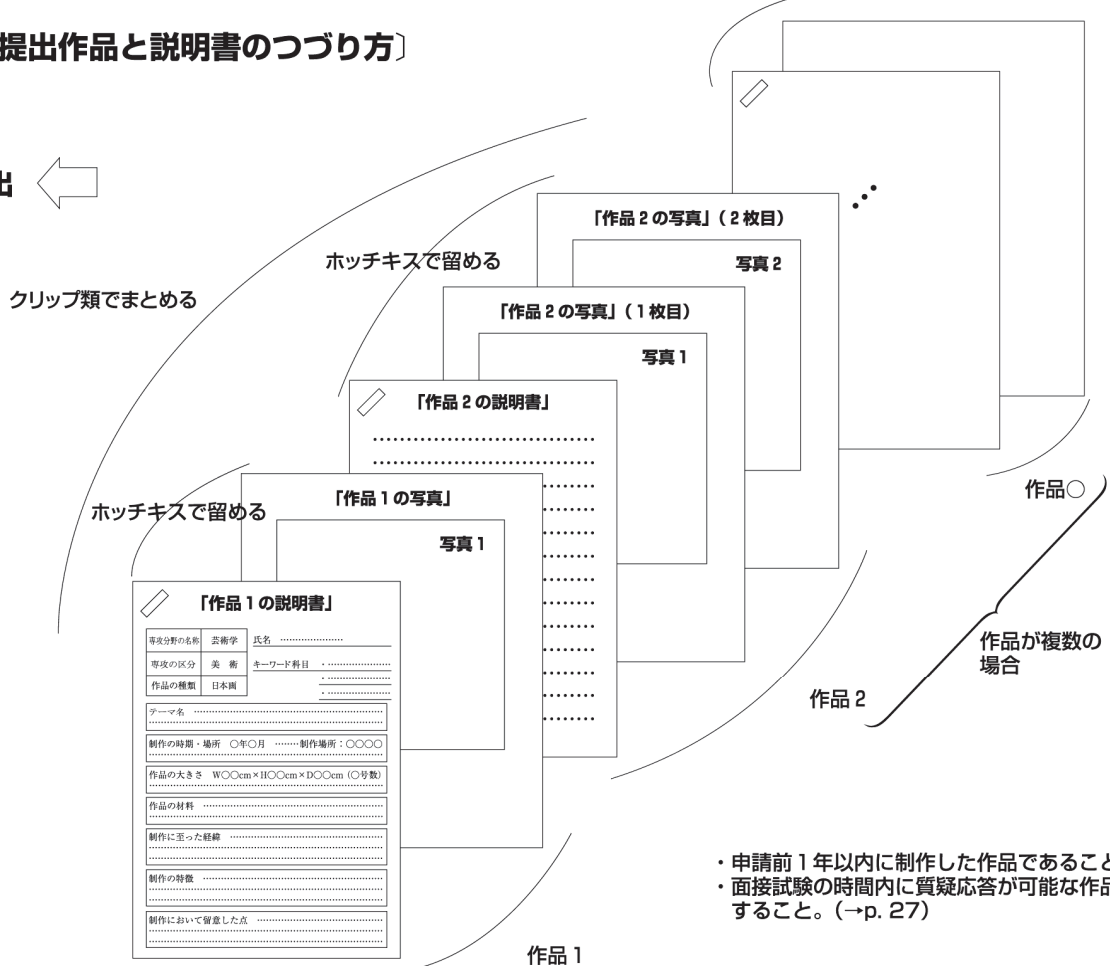 提出作品と説明書のつづり方〕
出
クリップ類でまとめる
ホッチキスで留める
ホッチキスで留める
「作品2の写真」(2枚目)
写真2
「作品2の写真」(1枚目)
写真1
「作品2の説明書」
「作品1の写真」
写真1
「作品1の説明書」
専攻分野の名称 芸術学 氏名
専攻の区分 美 術 キーワード科目 ・
・
作品の種類 日本画
・
テーマ名
制作の時期・場所 ○年○月 ………制作場所:○○○○
作品の大きさ W○○cm×H○○cm×D○○cm(○号数)
作品の材料
制作に至った経緯
制作の特徴
制作において留意した点
作品○
作品が複数の
場合
作品2
作品1
・申請前1年以内に制作した作品であること
・面接試験の時間内に質疑応答が可能な作品
すること。(→p. 27)